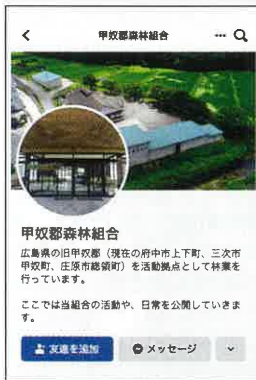 甲奴郡森林組合
甲奴郡森林組合
広島県の旧甲奴郡（現在の府中市上下町、三次市
甲奴町、庄原市総領町）を活動拠点として林業を
行っています。
ここでは当組合の活動や、日常を公開していきま
す。
友達を追加
メッセージ